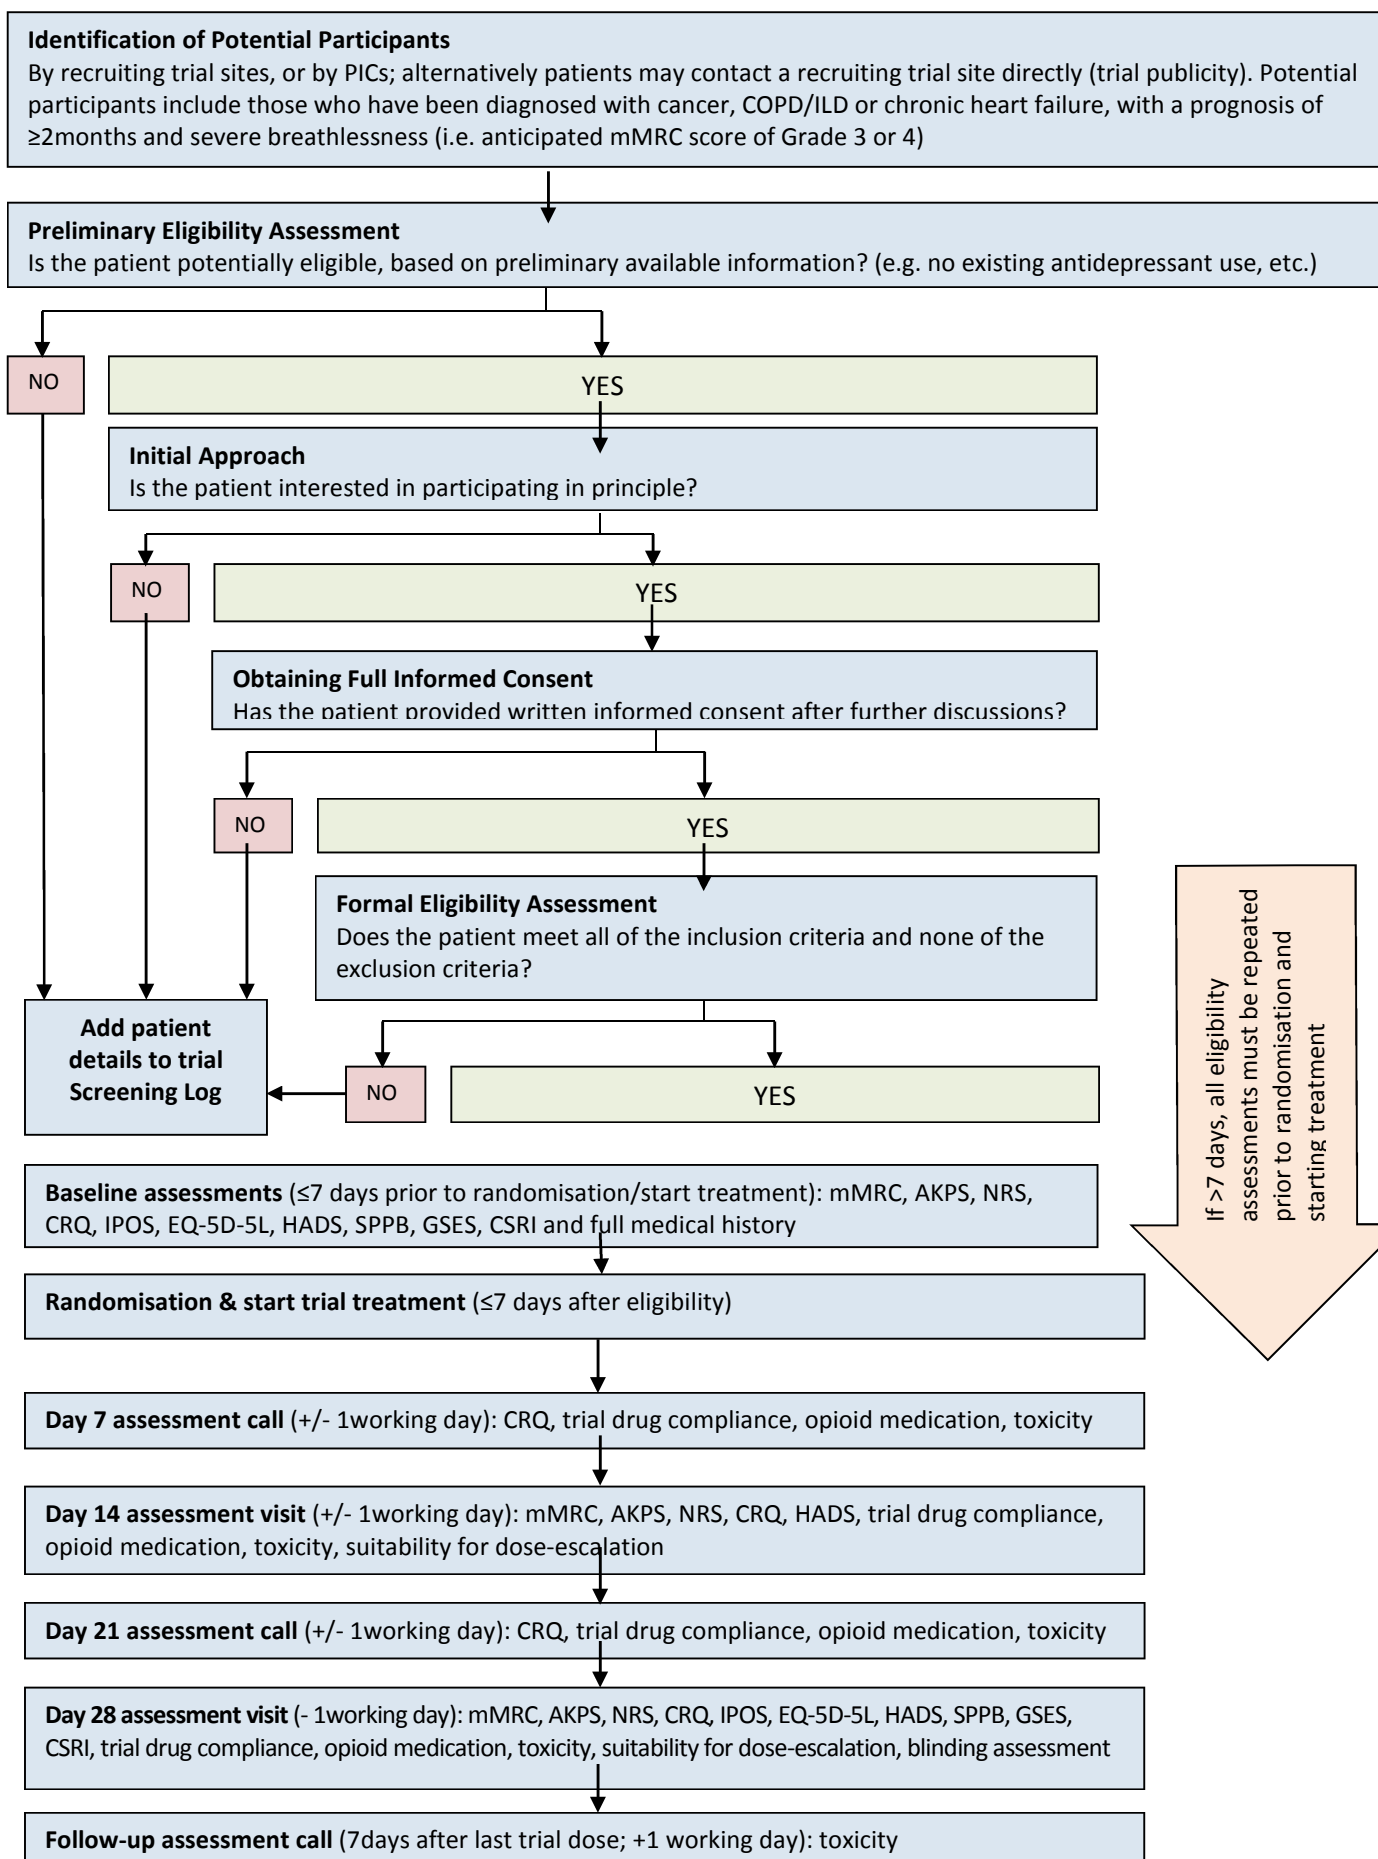 Identification of Potential Participants
By recruiting trial sites, or by PICs; alternatively patients may contact a recruiting trial site directly (trial publicity). Potential
participants include those who have been diagnosed with cancer, COPD/ILD or chronic heart failure, with a prognosis of
≥2months and severe breathlessness (i.e. anticipated mMRC score of Grade 3 or 4)
Preliminary Eligibility Assessment
Is the patient potentially eligible, based on preliminary available information? (e.g. no existing antidepressant use, etc.)
NO
YES
Initial Approach
Is the patient interested in participating in principle?
NO
YES
Obtaining Full Informed Consent
Has the patient provided written informed consent after further discussions?
NO
YES
Formal Eligibility Assessment
Does the patient meet all of the inclusion criteria and none of the
exclusion criteria?
Add patient
details to trial
Screening Log
NO
YES
If >7 days, all eligibility
assessments must be repeated
prior to randomisation and
starting treatment
Baseline assessments (≤7 days prior to randomisation/start treatment): mMRC, AKPS, NRS,
CRQ, IPOS, EQ-5D-5L, HADS, SPPB, GSES, CSRI and full medical history
Randomisation & start trial treatment (≤7 days after eligibility)
Day 7 assessment call (+/- 1working day): CRQ, trial drug compliance, opioid medication, toxicity
Day 14 assessment visit (+/- 1working day): mMRC, AKPS, NRS, CRQ, HADS, trial drug compliance,
opioid medication, toxicity, suitability for dose-escalation
Day 21 assessment call (+/- 1working day): CRQ, trial drug compliance, opioid medication, toxicity
Day 28 assessment visit (- 1working day): mMRC, AKPS, NRS, CRQ, IPOS, EQ-5D-5L, HADS, SPPB, GSES,
CSRI, trial drug compliance, opioid medication, toxicity, suitability for dose-escalation, blinding assessment
Follow-up assessment call (7days after last trial dose; +1 working day): toxicity